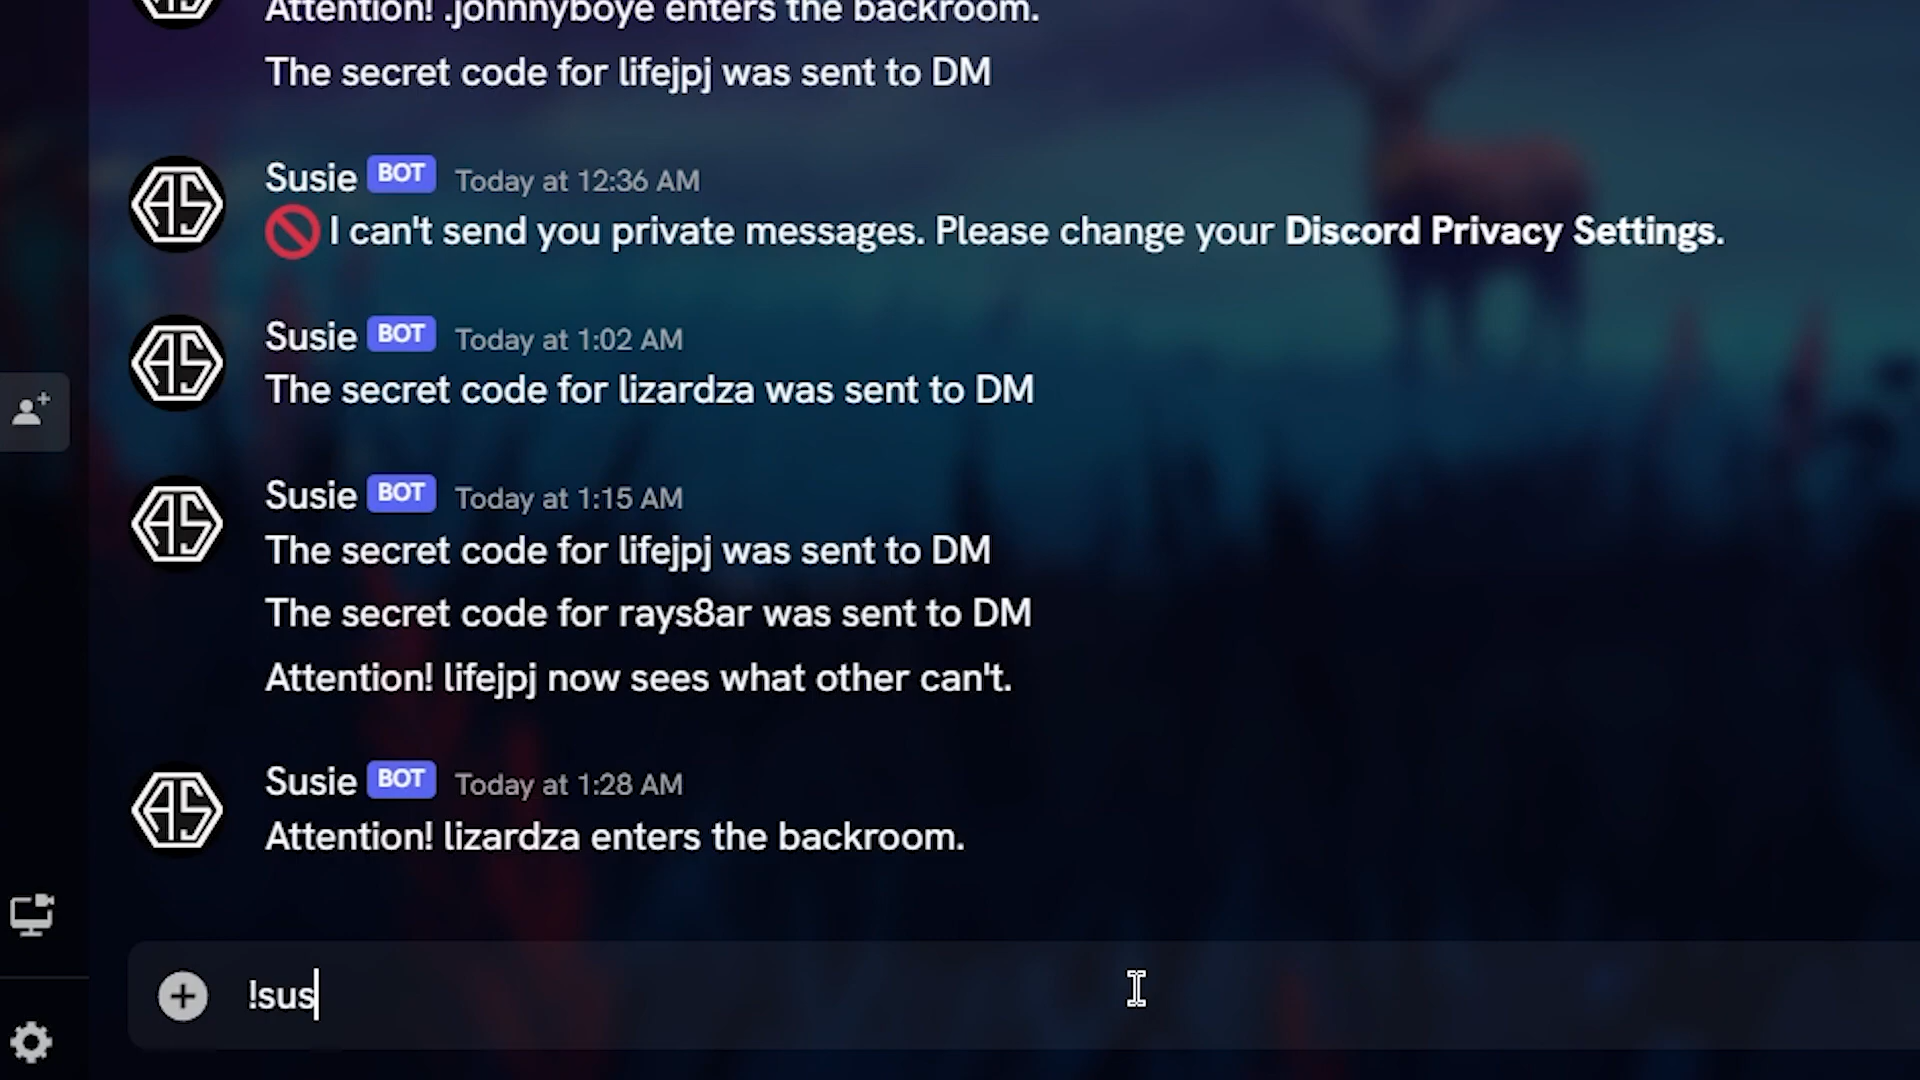 Attention! .johnnyboye enters the backroom.
The secret code for lifejpj was sent to DM
Susie BOT Today at 12:36 AM
I can't send you private messages. Please change your Discord Privacy Settings.
Susie BOT Today at 1:02 AM
The secret code for lizardza was sent to DM
Susie BOT Today at 1:15 AM
The secret code for lifejpj was sent to DM
The secret code for rays8ar was sent to DM
Attention! lifejpj now sees what other can't.
Susie BOT Today at 1:28 AM
Attention! lizardza enters the backroom.
!sus